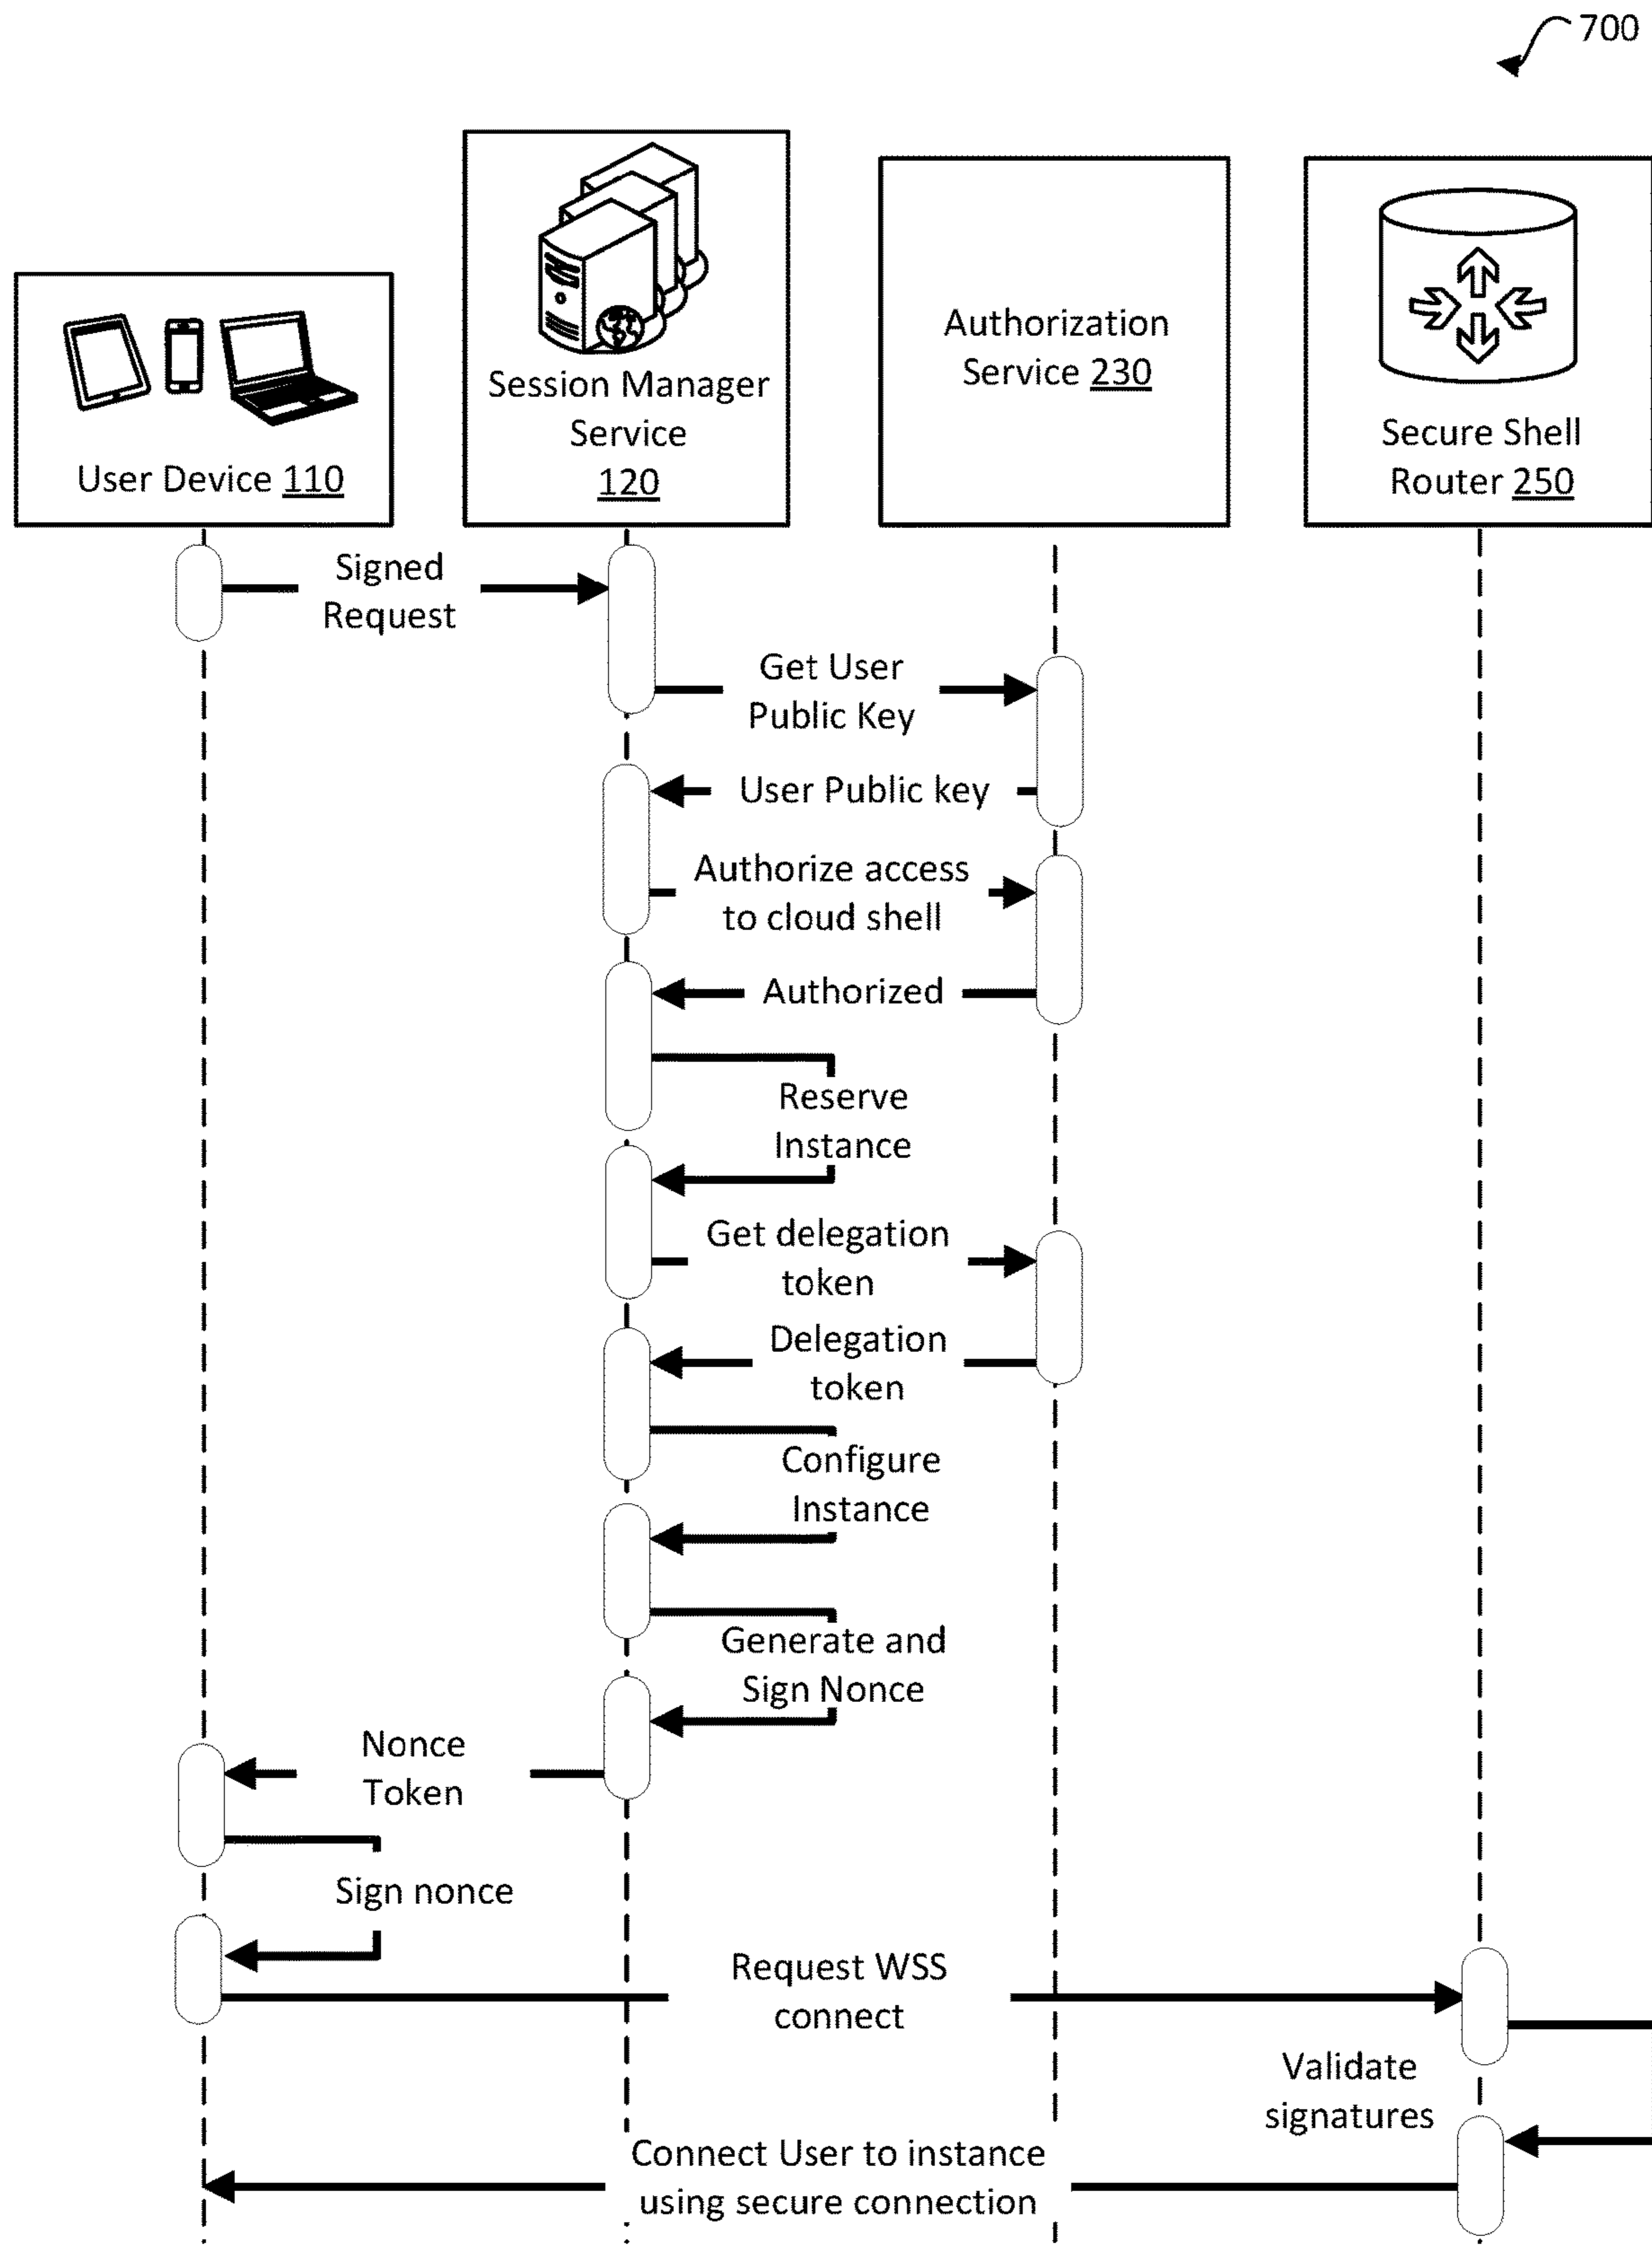 700
User Device 110
Session Manager
Service
120
Authorization
Service 230
Secure Shell
Router 250
Signed
Request
Get User
Public Key
User Public key
Authorize access
to cloud shell
Authorized
Reserve
Instance
Get delegation
token
Delegation
token
Configure
Instance
Generate and
Sign Nonce
Nonce
Token
Sign nonce
Request WSS
connect
Validate
signatures
Connect User to instance
using secure connection